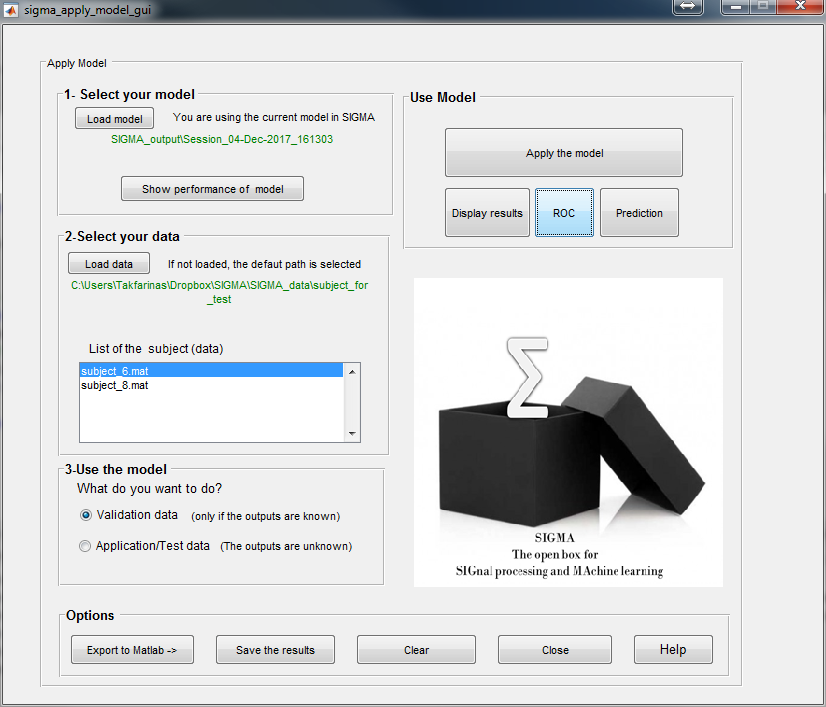 sigma_apply_model_gui
Apply Model
1- Select your model
Load model
You are using the current model in SIGMA
SIGMA_output\Session_04-Dec-2017_161303
Show performance of model
2-Select your data
Load data
If not loaded, the defaut path is selected
C:\Users\Takfarinas\Dropbox\SIGMA\SIGMA_data\subject_for
_test
List of the subject (data)
subject_6.mat
subject_8.mat
3-Use the model
What do you want to do?
Validation data (only if the outputs are known)
Application/Test data (The outputs are unknown)
Use Model
Apply the model
Display results
ROC
Prediction
Σ
SIGMA
The open box for
SIGnal processing and MAchine learning
Options
Export to Matlab ->
Save the results
Clear
Close
Help